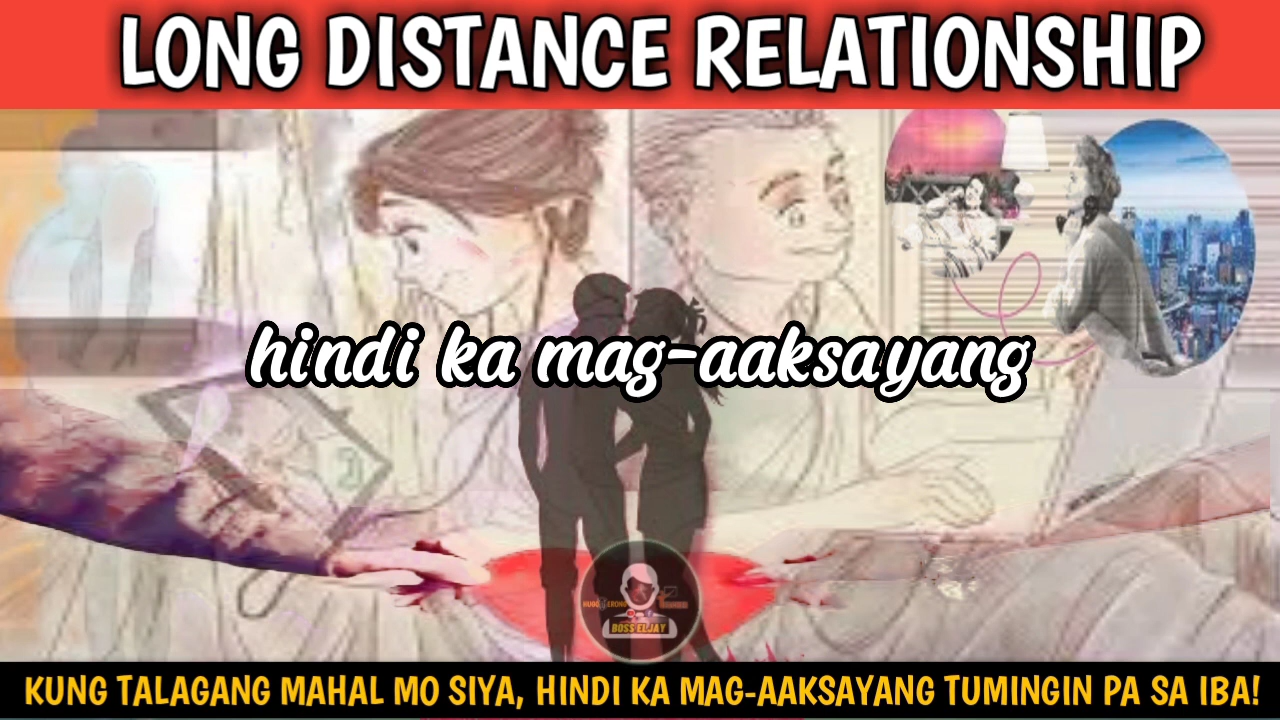 LONG DISTANCE RELATIONSHIP
hindi ka mag-aaksayang
BOSS ELJAY
KUNG TALAGANG MAHAL MO SIYA, HINDI KA MAG-AAKSAYANG TUMINGIN PA SA IBA!